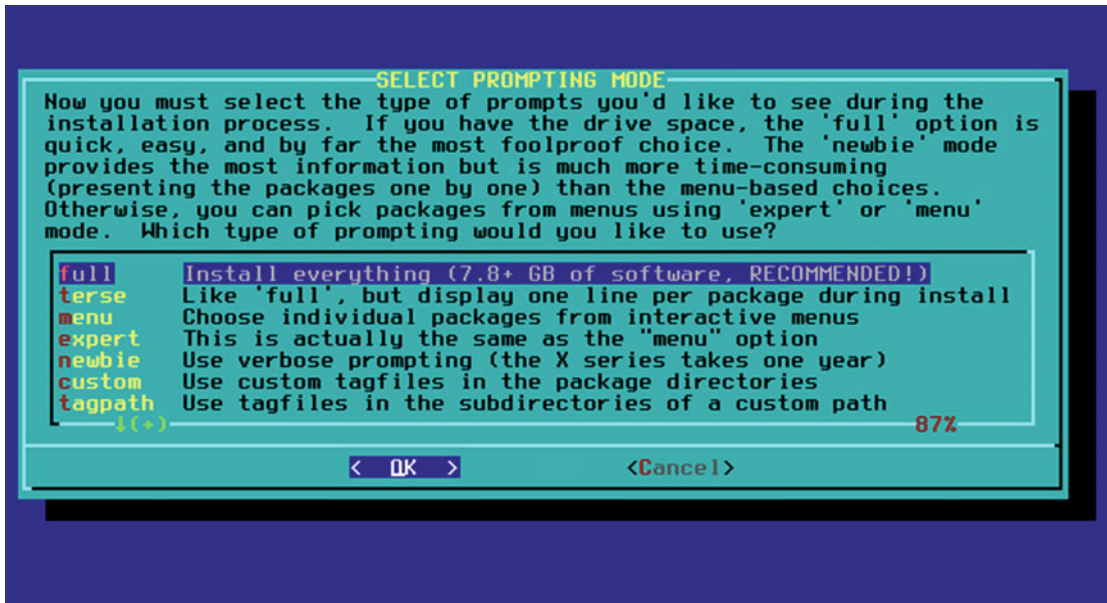 SELECT PROMPTING MODE
Now you must select the type of prompts you'd like to see during the
installation process.  If you have the drive space, the 'full' option is
quick, easy, and by far the most foolproof choice.  The 'newbie' mode
provides the most information but is much more time-consuming
(presenting the packages one by one) than the menu-based choices.
Otherwise, you can pick packages from menus using 'expert' or 'menu'
mode.  Which type of prompting would you like to use?
full Install everything (7.8+ GB of software, RECOMMENDED!)
terse Like 'full', but display one line per package during install
menu Choose individual packages from interactive menus
expert This is actually the same as the "menu" option
newbie Use verbose prompting (the X series takes one year)
custom Use custom tagfiles in the package directories
tagpath Use tagfiles in the subdirectories of a custom path
↓(+) 87%
< OK > <Cancel>